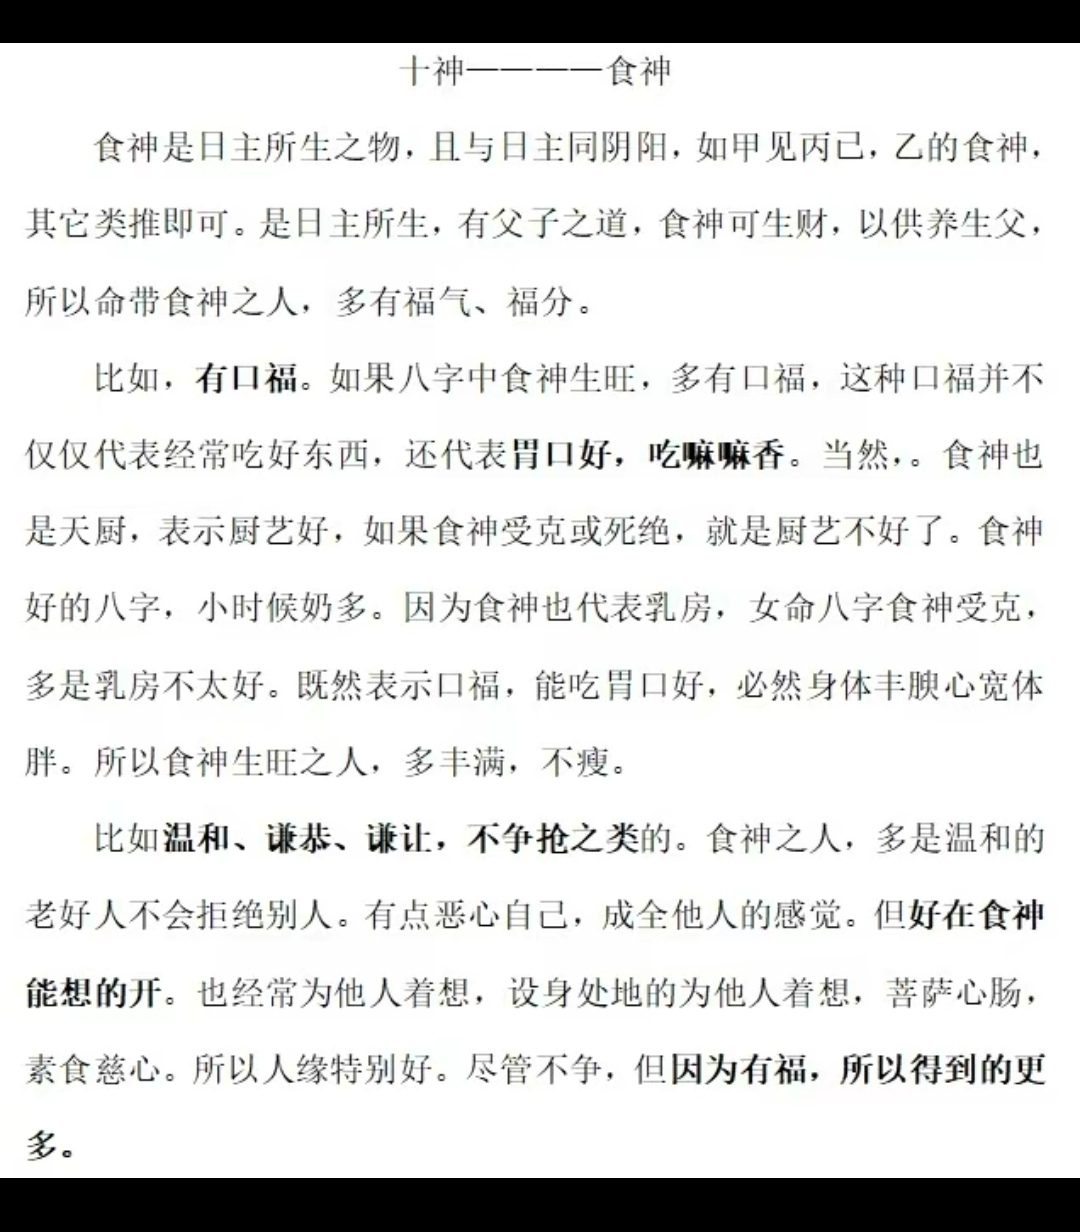 十神————食神
食神是日主所生之物，且与日主同阴阳，如甲见丙己，乙的食神，
其它类推即可。是日主所生，有父子之道，食神可生财，以供养生父，
所以命带食神之人，多有福气、福分。
比如，有口福。如果八字中食神生旺，多有口福，这种口福并不
仅仅代表经常吃好东西，还代表胃口好，吃嘛嘛香。当然，。食神也
是天厨，表示厨艺好，如果食神受克或死绝，就是厨艺不好了。食神
好的八字，小时候奶多。因为食神也代表乳房，女命八字食神受克，
多是乳房不太好。既然表示口福，能吃胃口好，必然身体丰腴心宽体
胖。所以食神生旺之人，多丰满，不瘦。
比如温和、谦恭、谦让，不争抢之类的。食神之人，多是温和的
老好人不会拒绝别人。有点恶心自己，成全他人的感觉。但好在食神
能想的开。也经常为他人着想，设身处地的为他人着想，菩萨心肠，
素食慈心。所以人缘特别好。尽管不争，但因为有福，所以得到的更
多。